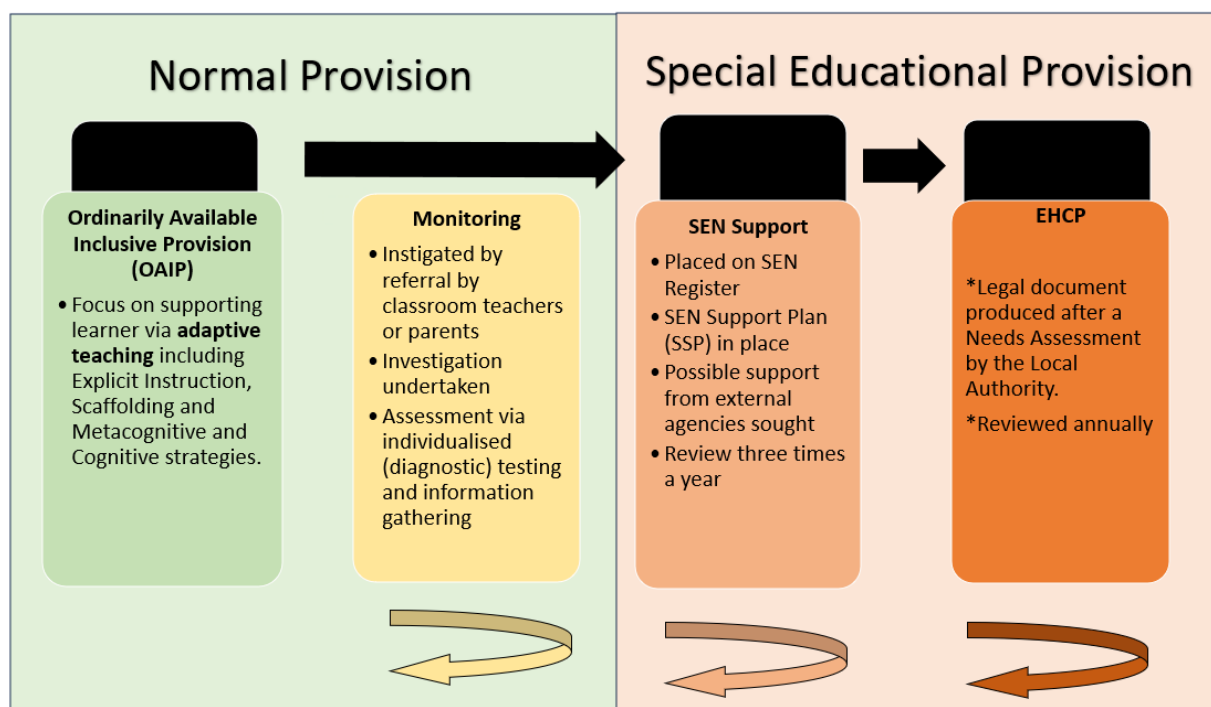 Normal Provision
Special Educational Provision
Ordinarily Available
Inclusive Provision
(OAIP)
• Focus on supporting
learner via adaptive
teaching including
Explicit Instruction,
Scaffolding and
Metacognitive and
Cognitive strategies.
Monitoring
• Instigated by
referral by
classroom teachers
or parents
• Investigation
undertaken
• Assessment via
individualised
(diagnostic) testing
and information
gathering
SEN Support
• Placed on SEN
Register
• SEN Support Plan
(SSP) in place
• Possible support
from external
agencies sought
• Review three times
a year
EHCP
*Legal document
produced after a
Needs Assessment
by the Local
Authority.
*Reviewed annually